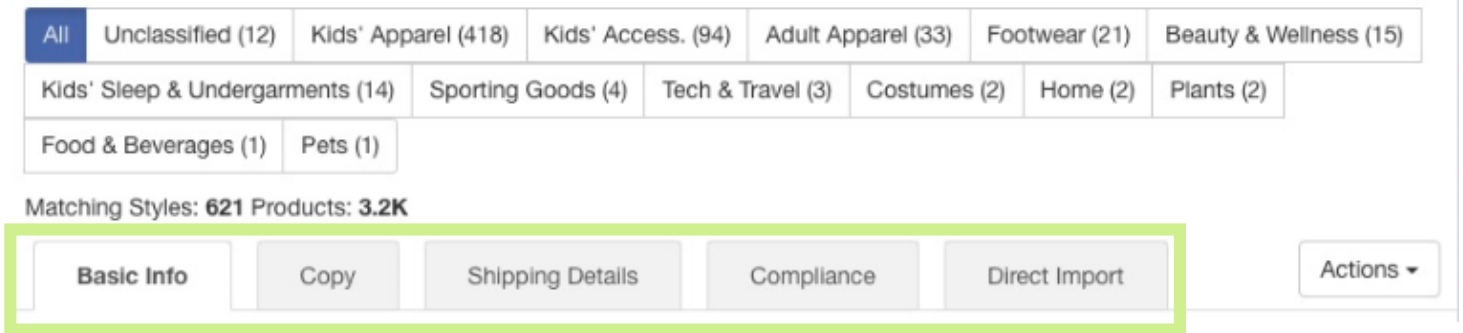 All Unclassified (12) Kids' Apparel (418) Kids' Access. (94) Adult Apparel (33) Footwear (21) Beauty & Wellness (15)
Kids' Sleep & Undergarments (14) Sporting Goods (4) Tech & Travel (3) Costumes (2) Home (2) Plants (2)
Food & Beverages (1) Pets (1)
Matching Styles: 621 Products: 3.2K
Basic Info Copy Shipping Details Compliance Direct Import Actions